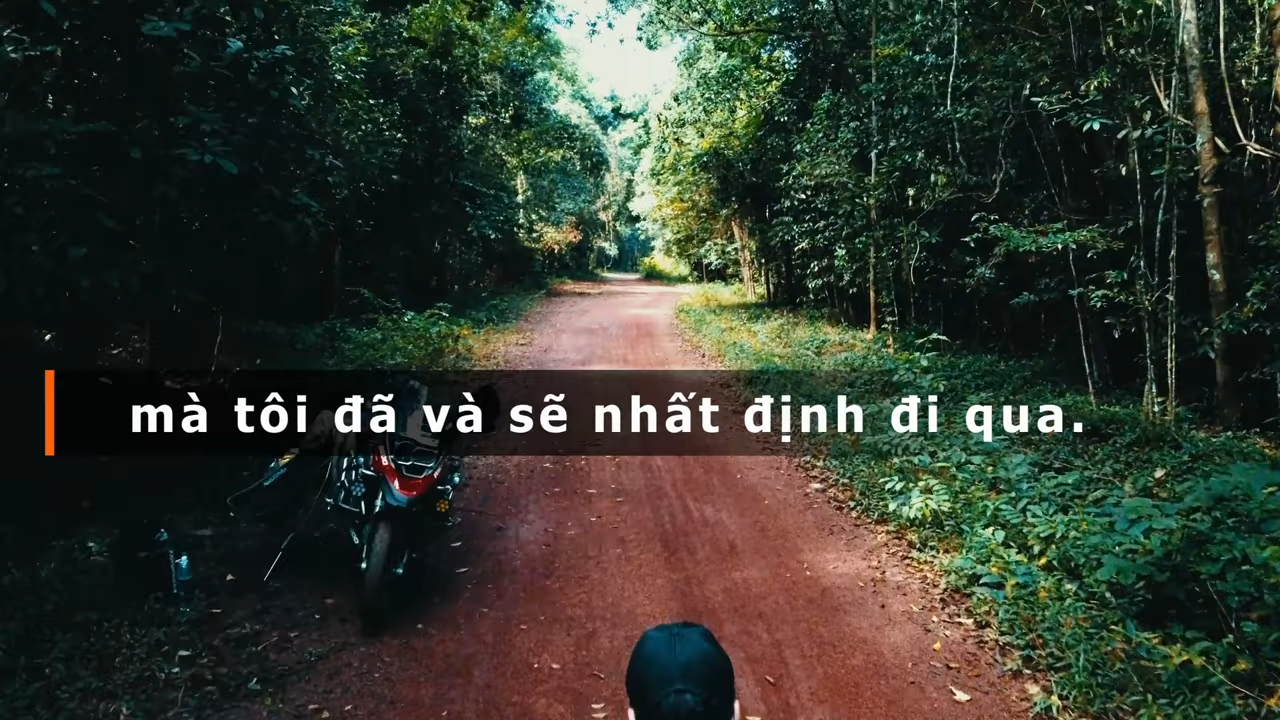 mà tôi đã và sẽ nhất định đi qua.